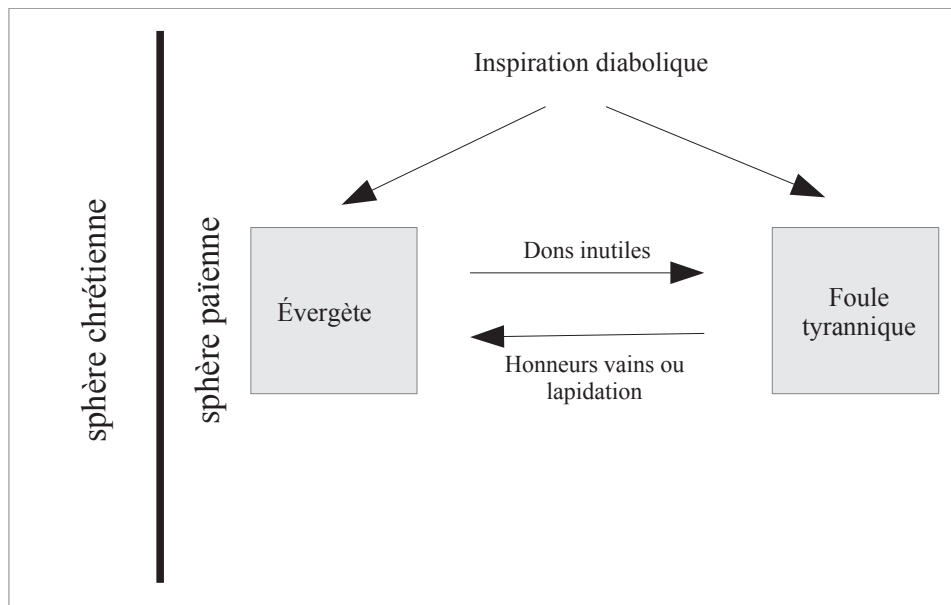 Inspiration diabolique
sphère chrétienne
sphère païenne
Évergète
Dons inutiles
Honneurs vains ou
lapidation
Foule
tyrannique